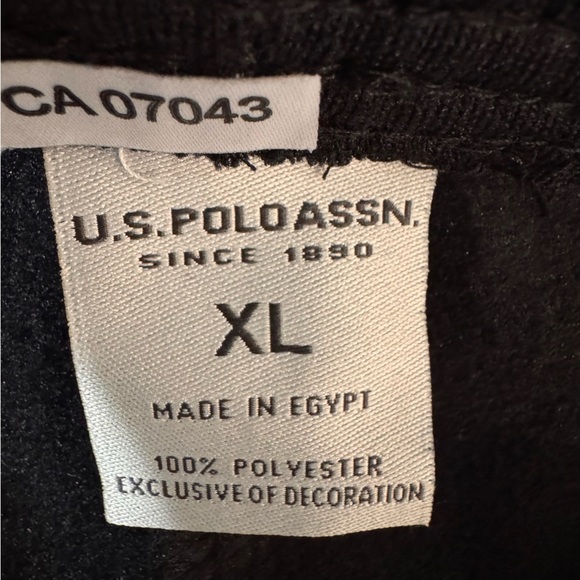 CA 07043
U.S. POLO ASSN.
SINCE 1890
XL
MADE IN EGYPT
100% POLYESTER
EXCLUSIVE OF DECORATION